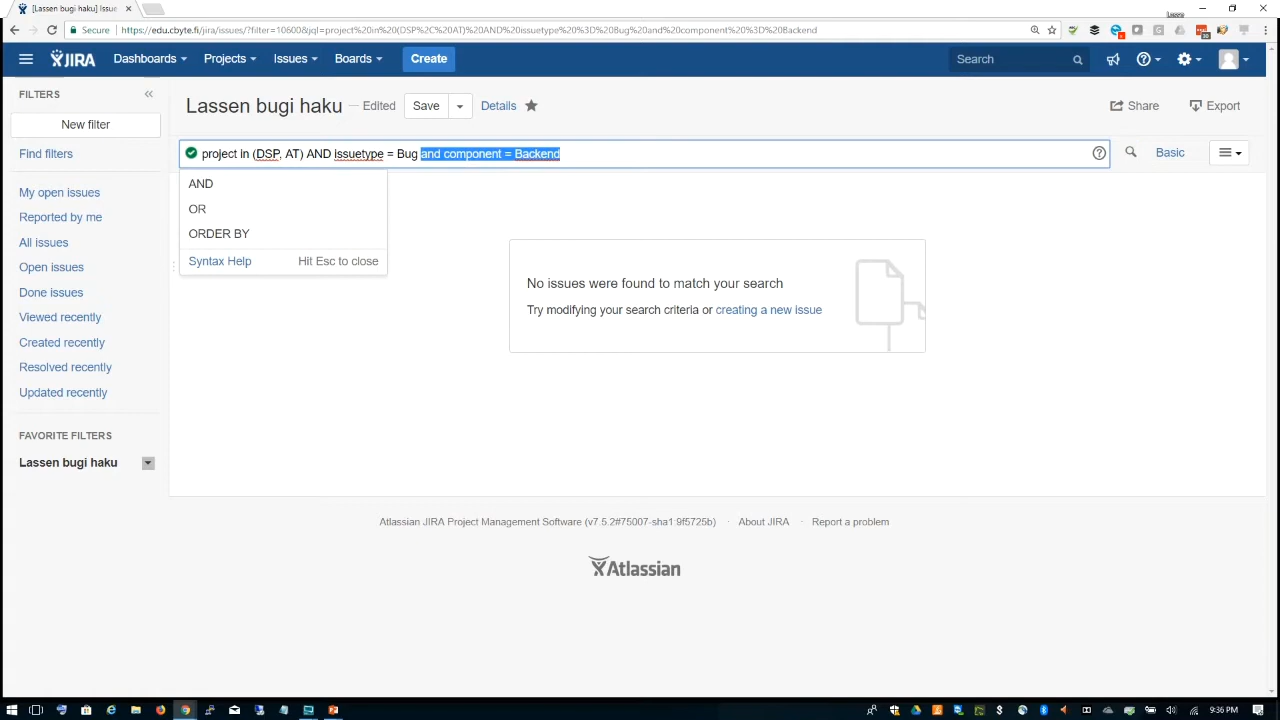 [Lassen bugi haku] Issue
Secure
https://edu.cbyte.fi/jira/issues/?filter=10600&jql=project%20in%20(DSP%2C%20AT)%20AND%20issuetype%20%3D%20Bug%20and%20component%20%3D%20Backend
JIRA
Dashboards
Projects
Issues
Boards
Create
Search
FILTERS
New filter
Find filters
My open issues
Reported by me
All issues
Open issues
Done issues
Viewed recently
Created recently
Resolved recently
Updated recently
FAVORITE FILTERS
Lassen bugi haku
Lassen bugi haku — Edited
Save
Details
Share
Export
project in (DSP, AT) AND issuetype = Bug and component = Backend
Basic
AND
OR
ORDER BY
Syntax Help
Hit Esc to close
No issues were found to match your search
Try modifying your search criteria or creating a new issue
Atlassian JIRA Project Management Software (v7.5.2#75007-sha1:9f5725b) · About JIRA · Report a problem
Atlassian
9:36 PM